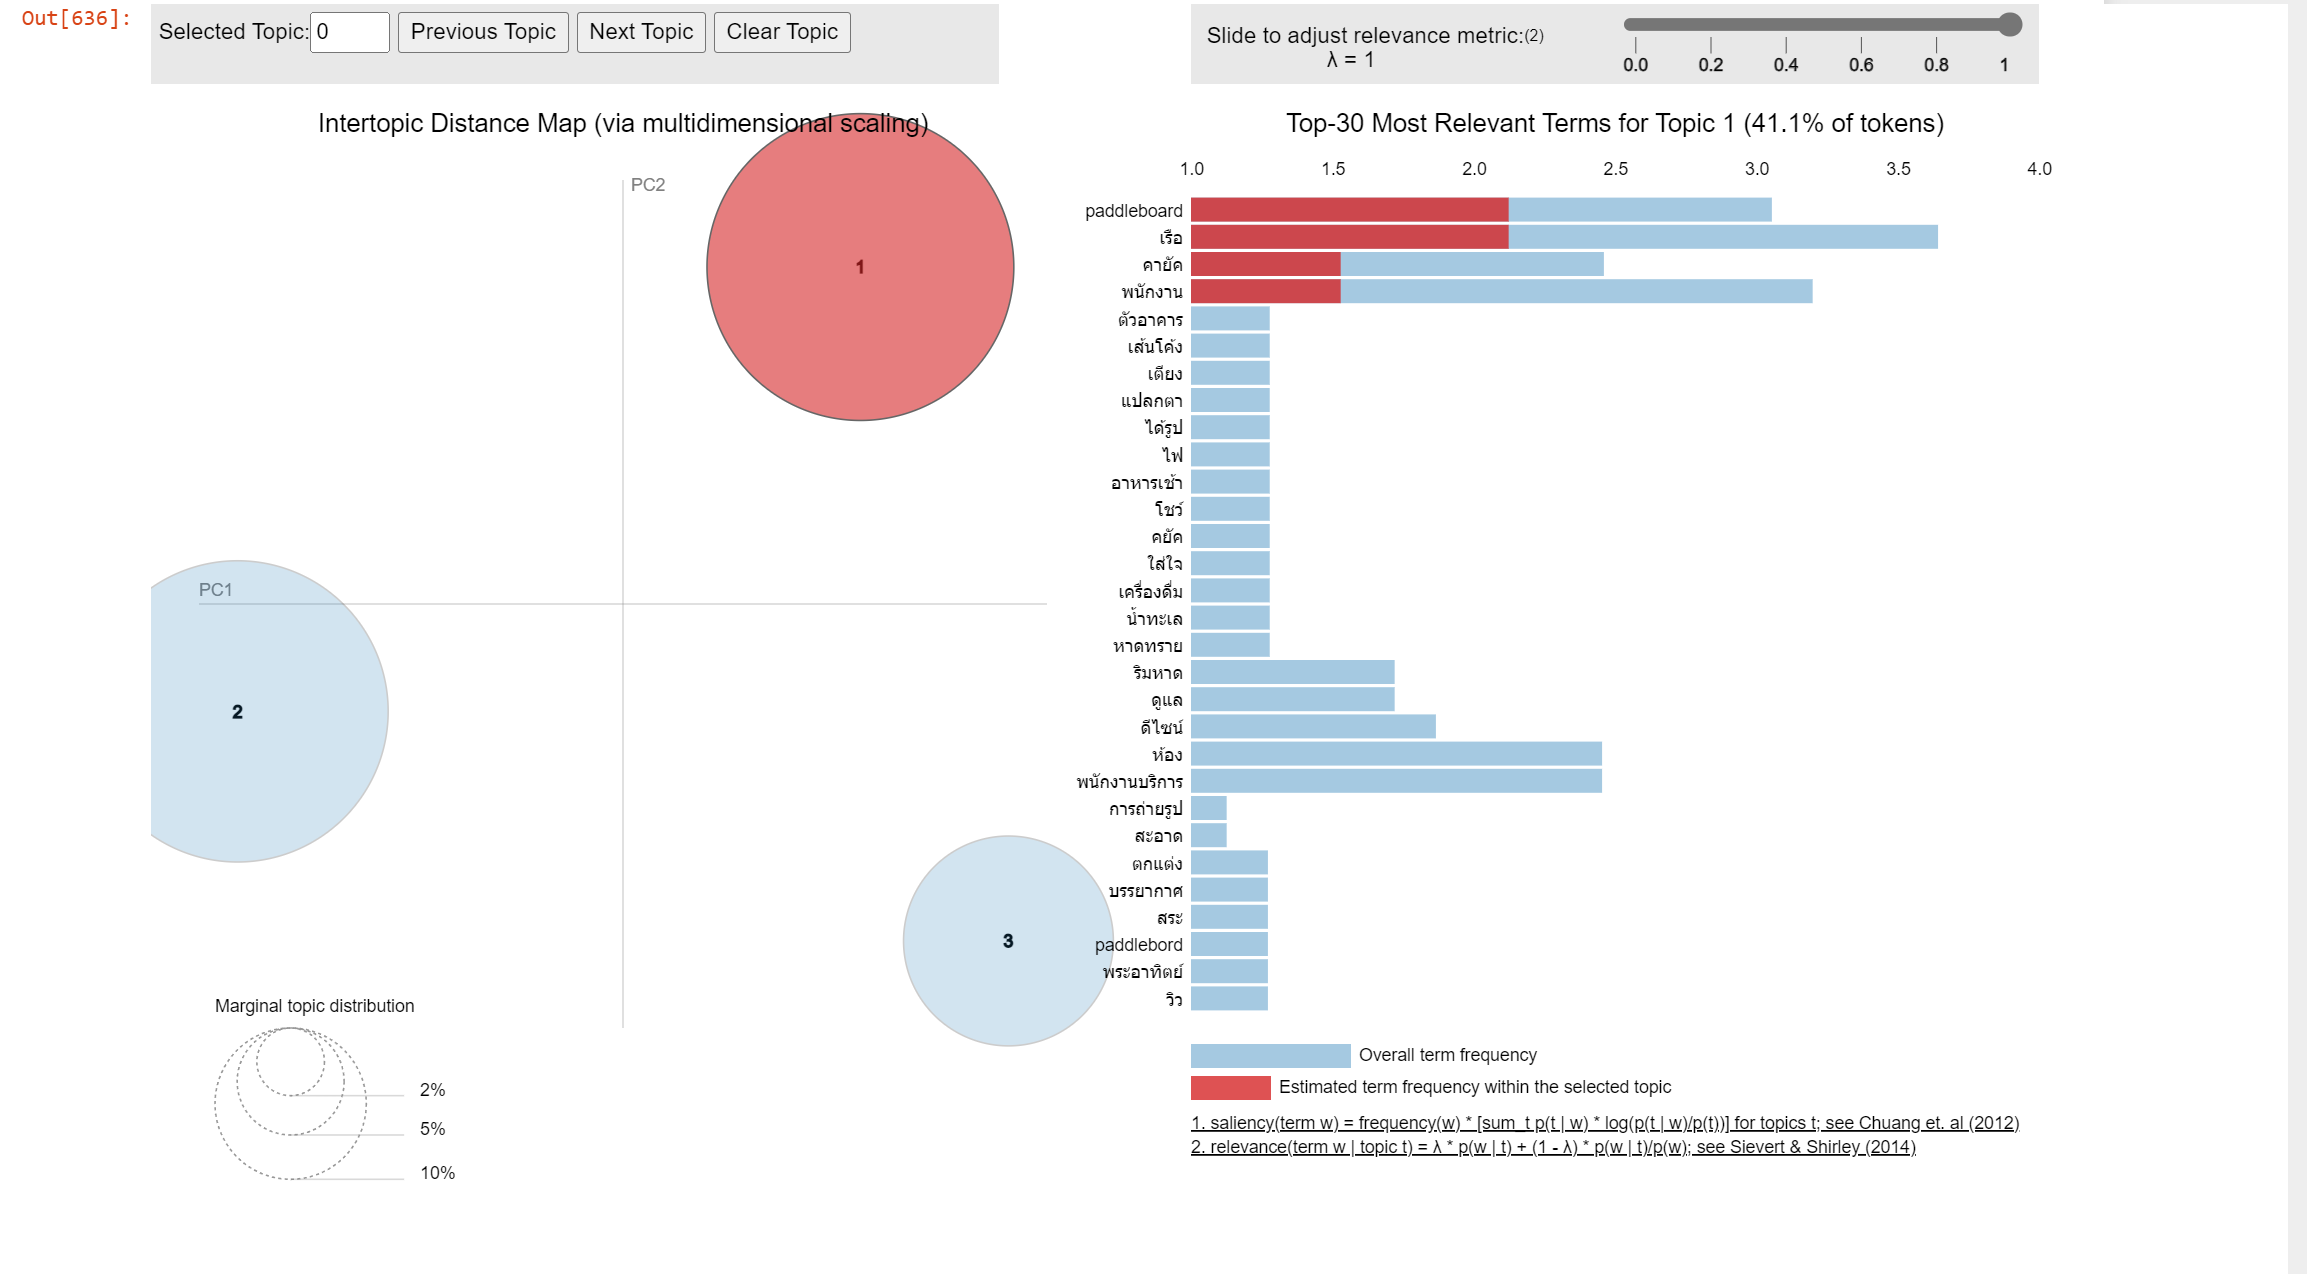 Out[636]:
Selected Topic: 0 Previous Topic Next Topic Clear Topic
Slide to adjust relevance metric:(2)
λ = 1
0.0 0.2 0.4 0.6 0.8 1
Intertopic Distance Map (via multidimensional scaling)
PC2
1
PC1
2
3
Marginal topic distribution
2%
5%
10%
Top-30 Most Relevant Terms for Topic 1 (41.1% of tokens)
1.0 1.5 2.0 2.5 3.0 3.5 4.0
paddleboard
เรือ
คายัค
พนักงาน
ตัวอาคาร
เส้นโค้ง
เตียง
แปลกตา
ได้รูป
ไฟ
อาหารเช้า
โชว์
คยัค
ใส่ใจ
เครื่องดื่ม
น้ำทะเล
หาดทราย
ริมหาด
ดูแล
ดีไซน์
ห้อง
พนักงานบริการ
การถ่ายรูป
สะอาด
ตกแต่ง
บรรยากาศ
สระ
paddlebord
พระอาทิตย์
วิว
Overall term frequency
Estimated term frequency within the selected topic
1. saliency(term w) = frequency(w) * [sum_t p(t | w) * log(p(t | w)/p(t))] for topics t; see Chuang et. al (2012)
2. relevance(term w | topic t) = λ * p(w | t) + (1 - λ) * p(w | t)/p(w); see Sievert & Shirley (2014)